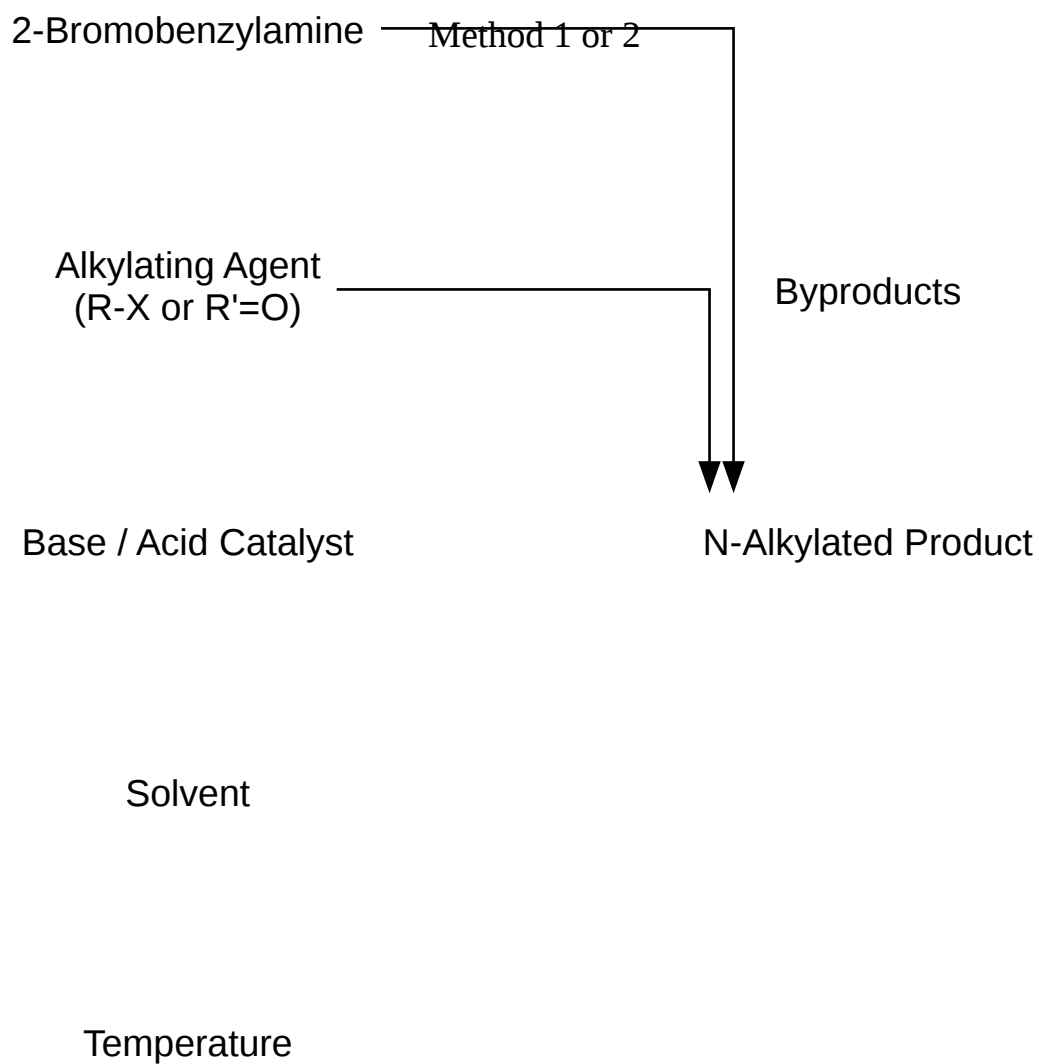 2-Bromobenzylamine
Method 1 or 2
Alkylating Agent
(R-X or R'=O)
Byproducts
Base / Acid Catalyst
N-Alkylated Product
Solvent
Temperature